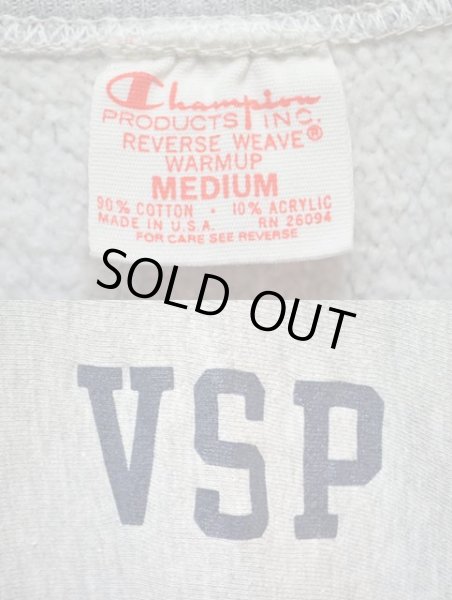 Champion
PRODUCTS INC.
REVERSE WEAVE®
WARMUP
MEDIUM
90% COTTON · 10% ACRYLIC
MADE IN U.S.A. RN 26094
FOR CARE SEE REVERSE
SOLD OUT
VSP